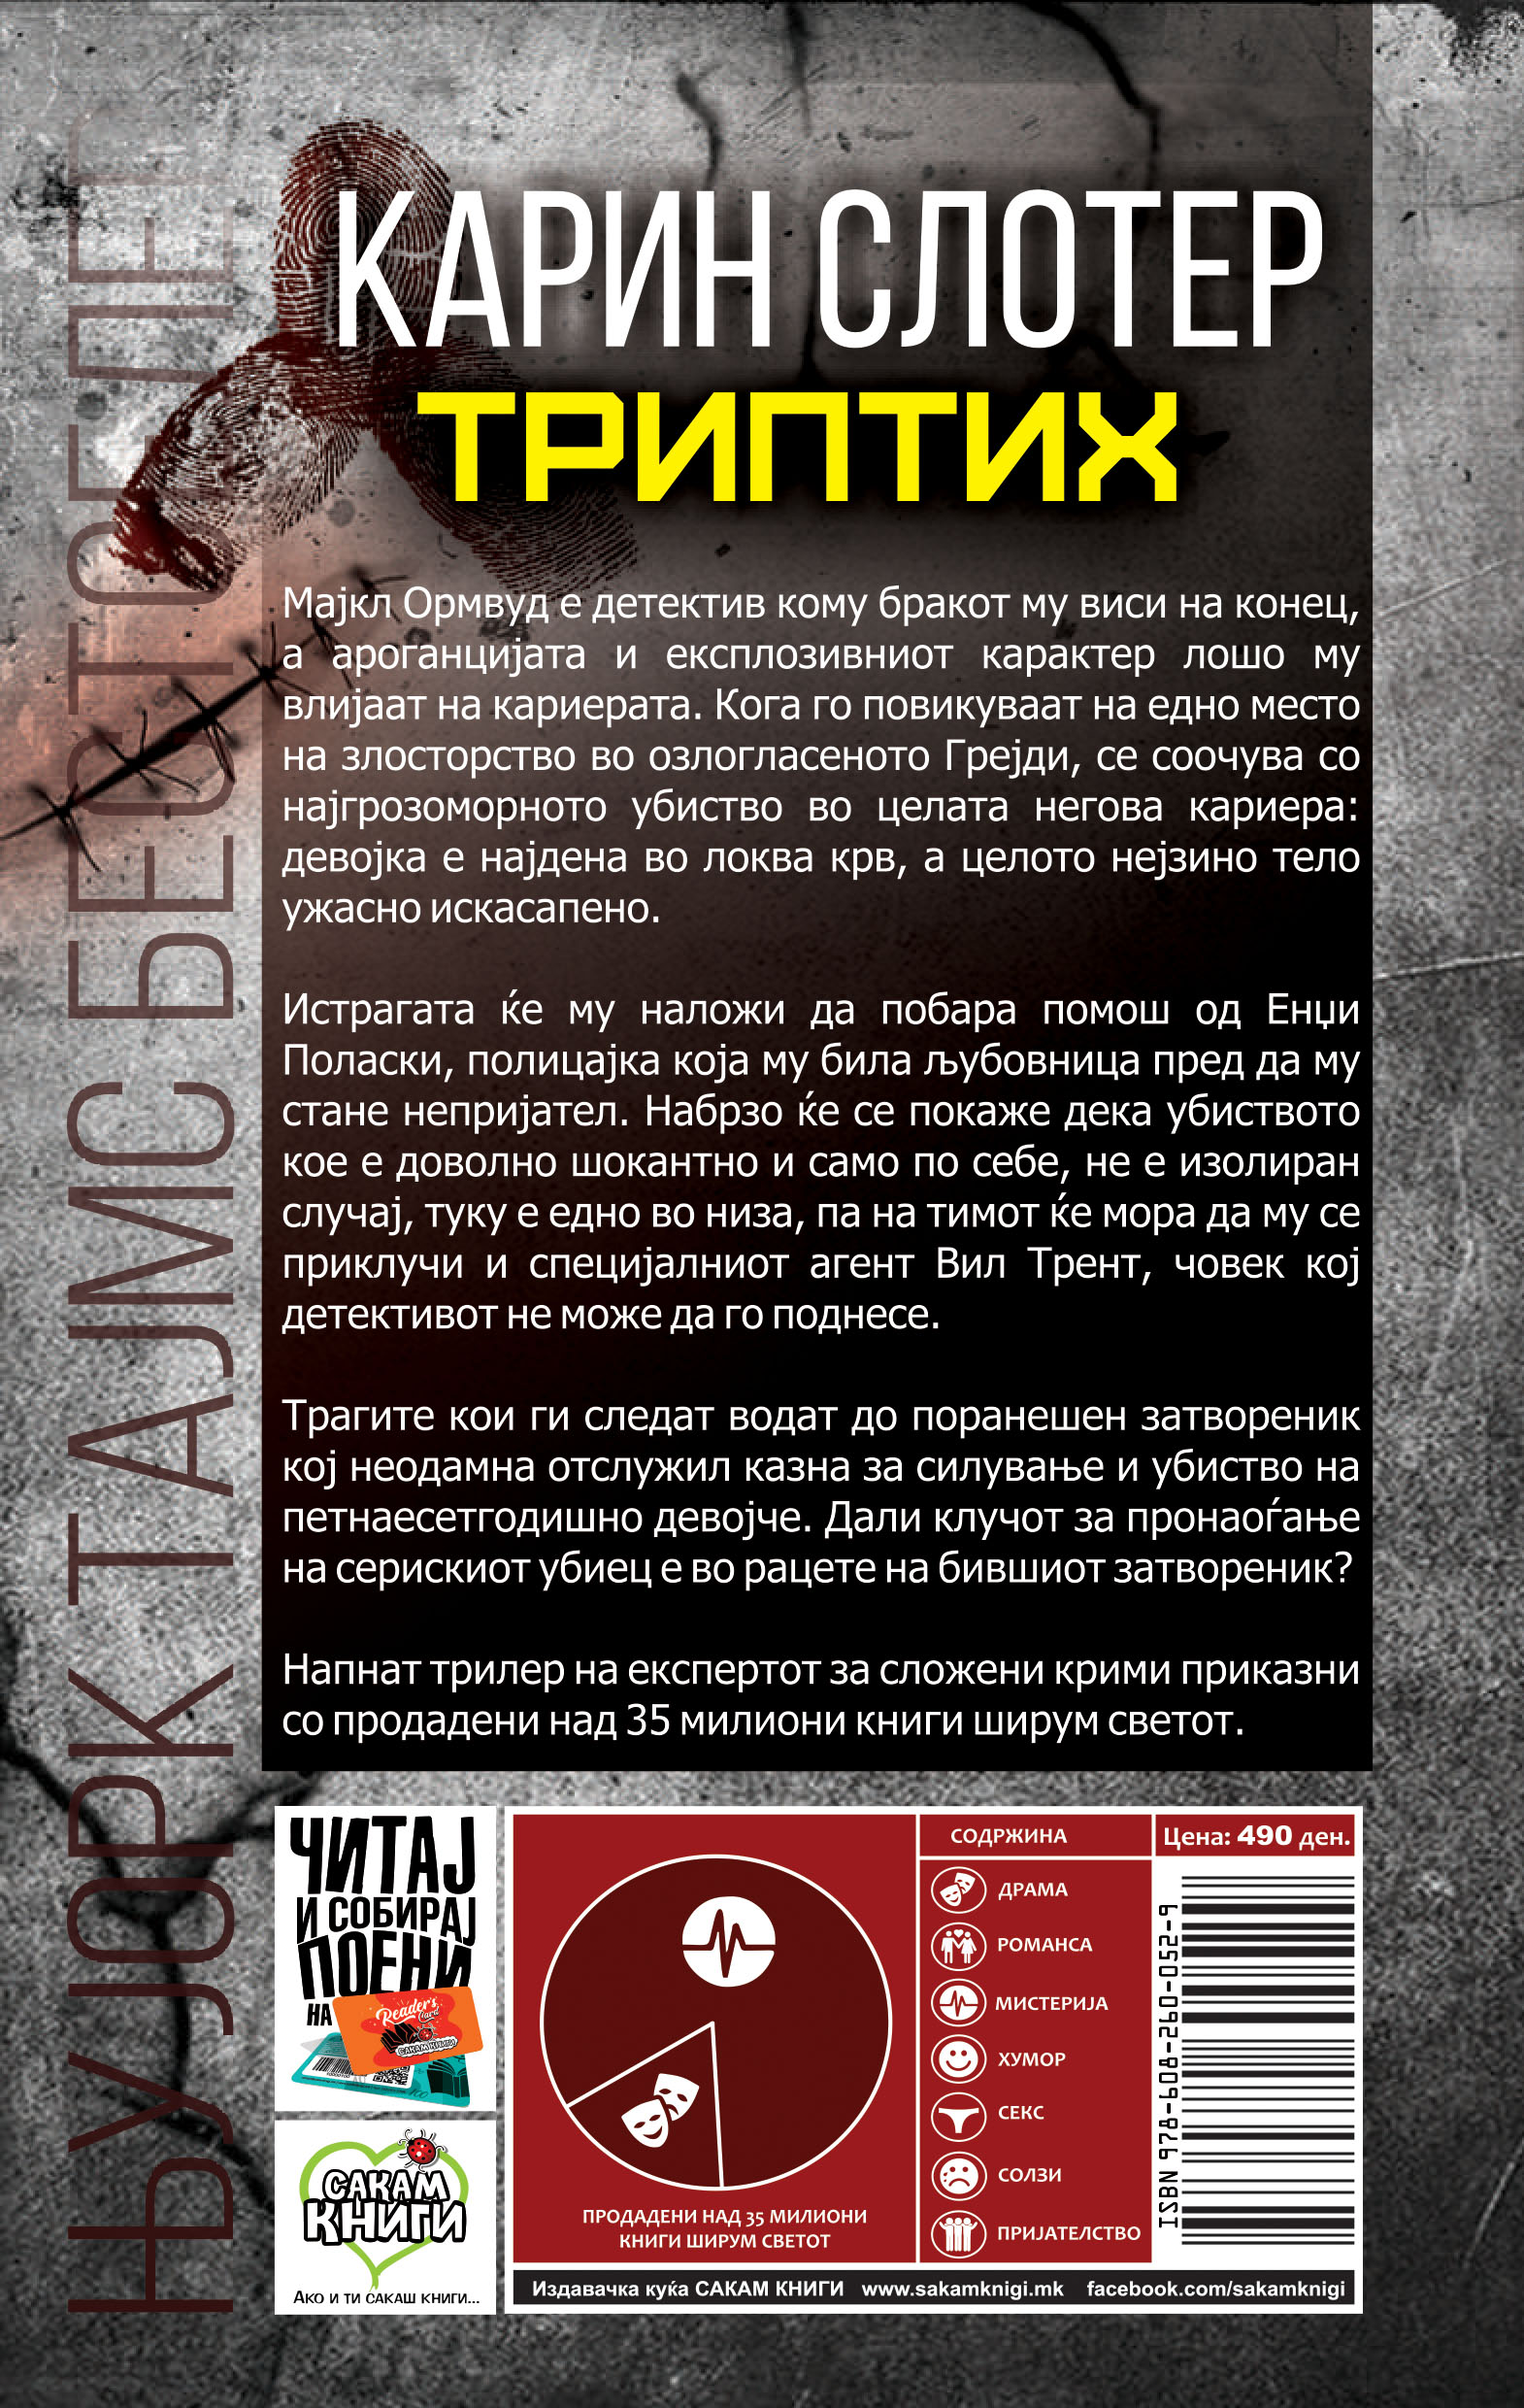 ЊУЈОРК ТАЈМС БЕСТСЕЛЕР
КАРИН СЛОТЕР
ТРИПТИХ
Мајкл Ормвуд е детектив кому бракот му виси на конец,
а ароганцијата и експлозивниот карактер лошо му
влијаат на кариерата. Кога го повикуваат на едно место
на злосторство во озлогласеното Грејди, се соочува со
најгрозоморното убиство во целата негова кариера:
девојка е најдена во локва крв, а целото нејзино тело
ужасно искасапено.
Истрагата ќе му наложи да побара помош од Енџи
Поласки, полицајка која му била љубовница пред да му
стане непријател. Набрзо ќе се покаже дека убиството
кое е доволно шокантно и само по себе, не е изолиран
случај, туку е едно во низа, па на тимот ќе мора да му се
приклучи и специјалниот агент Вил Трент, човек кој
детективот не може да го поднесе.
Трагите кои ги следат водат до поранешен затвореник
кој неодамна отслужил казна за силување и убиство на
петнаесетгодишно девојче. Дали клучот за пронаоѓање
на серискиот убиец е во рацете на бившиот затвореник?
Напнат трилер на експертот за сложени крими приказни
со продадени над 35 милиони книги ширум светот.
ЧИТАЈ
И СОБИРАЈ
ПОЕНИ
НА
Reader's
Card
САКАМ КНИГИ
САКАМ
КНИГИ
Ако и ти сакаш книги...
ПРОДАДЕНИ НАД 35 МИЛИОНИ
КНИГИ ШИРУМ СВЕТОТ
СОДРЖИНА
ДРАМА
РОМАНСА
МИСТЕРИЈА
ХУМОР
СЕКС
СОЛЗИ
ПРИЈАТЕЛСТВО
Цена: 490 ден.
ISBN 978-608-260-052-9
Издавачка куќа САКАМ КНИГИ www.sakamknigi.mk facebook.com/sakamknigi